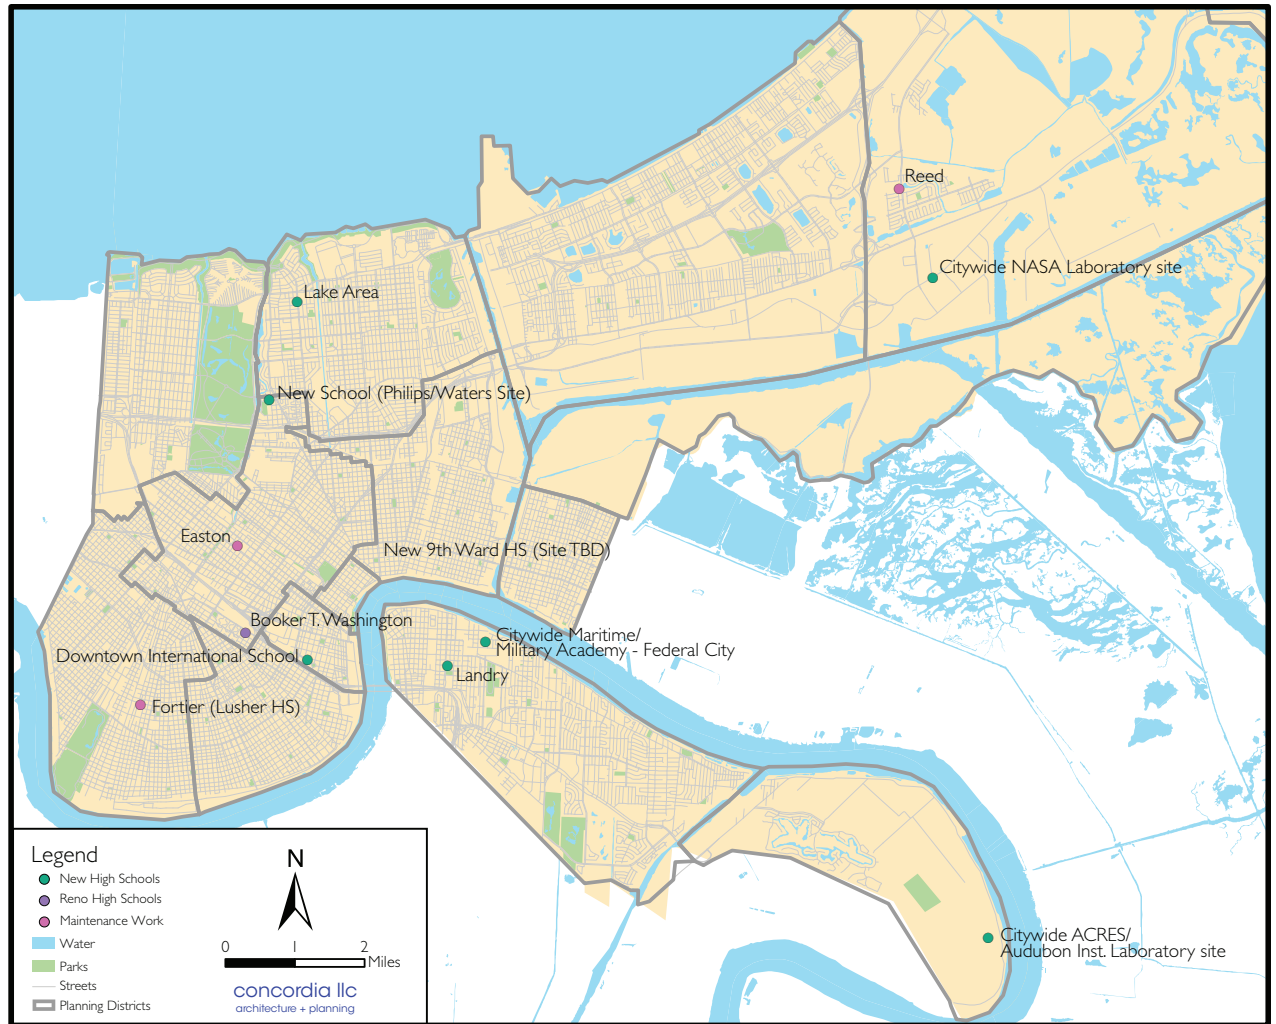 Reed
Citywide NASA Laboratory site
Lake Area
New School (Philips/Waters Site)
Easton
New 9th Ward HS (Site TBD)
Booker T. Washington
Citywide Maritime/
Military Academy - Federal City
Downtown International School
Landry
Fortier (Lusher HS)
Citywide ACRES/
Audubon Inst. Laboratory site
Legend
New High Schools
Reno High Schools
Maintenance Work
Water
Parks
Streets
Planning Districts
N
0 1 2
Miles
concordia llc
architecture + planning